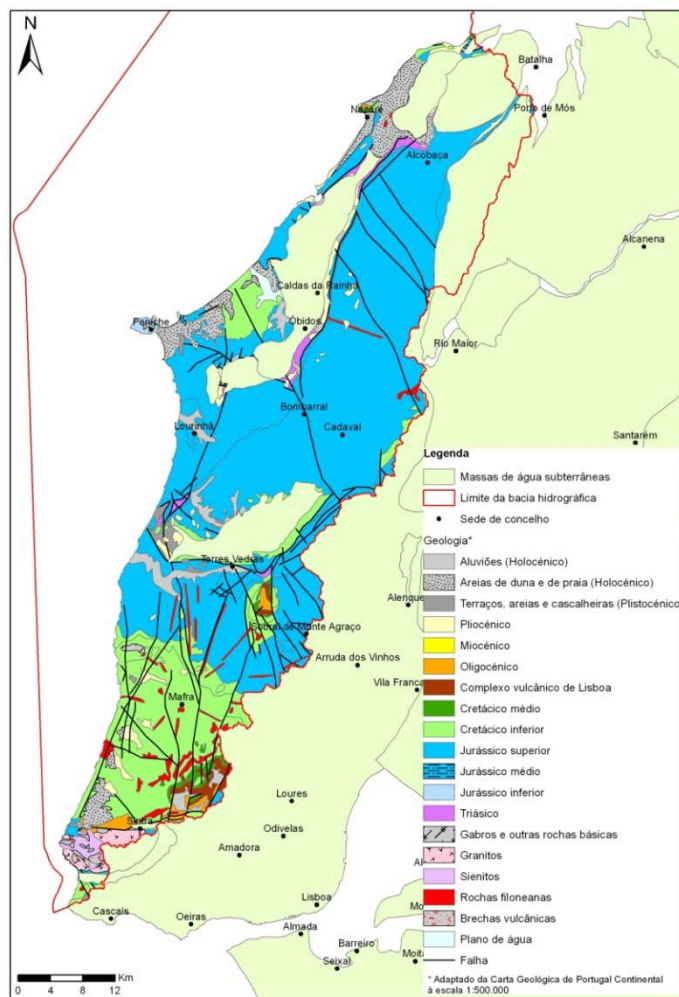 N
Batalha
Porto de Mós
Nazaré
Alcobaça
Alcanena
Caldas da Rainha
Óbidos
Peniche
Rio Maior
Bombarral
Lourinhã
Cadaval
Santarém
Legenda
Massas de água subterrâneas
Limite da bacia hidrográfica
Sede de concelho
Geologia*
Aluviões (Holocénico)
Areias de duna e de praia (Holocénico)
Terraços, areias e cascalheiras (Plistocénico)
Pliocénico
Miocénico
Oligocénico
Complexo vulcânico de Lisboa
Cretácico médio
Cretácico inferior
Jurássico superior
Jurássico médio
Jurássico inferior
Triásico
Gabros e outras rochas básicas
Granitos
Sienitos
Rochas filoneanas
Brechas vulcânicas
Plano de água
Falha
* Adaptado da Carta Geológica de Portugal Continental
à escala 1:500.000
Torres Vedras
Alenque
Sobral de Monte Agraço
Arruda dos Vinhos
Vila Franca
Mafra
Loures
Sintra
Odivelas
Amadora
Al
Lisboa
Mo
Cascais
Oeiras
Almada
Barreiro
Seixal
Moita
0 4 8 12
Km